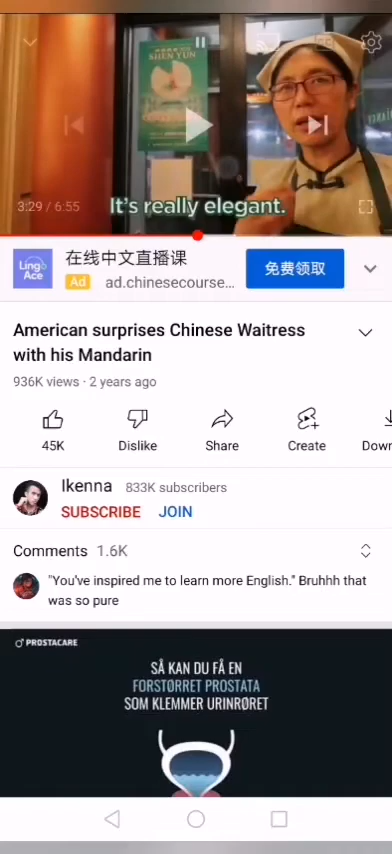 SHEN YUN
3:29 / 6:55
It's really elegant.
Ling
Ace
在线中文直播课
Ad ad.chinesecourse...
免费领取
American surprises Chinese Waitress
with his Mandarin
936K views · 2 years ago
45K
Dislike
Share
Create
Down
Ikenna 833K subscribers
SUBSCRIBE JOIN
Comments 1.6K
"You've inspired me to learn more English." Bruhhh that
was so pure
PROSTACARE
SÅ KAN DU FÅ EN
FORSTØRRET PROSTATA
SOM KLEMMER URINRØRET